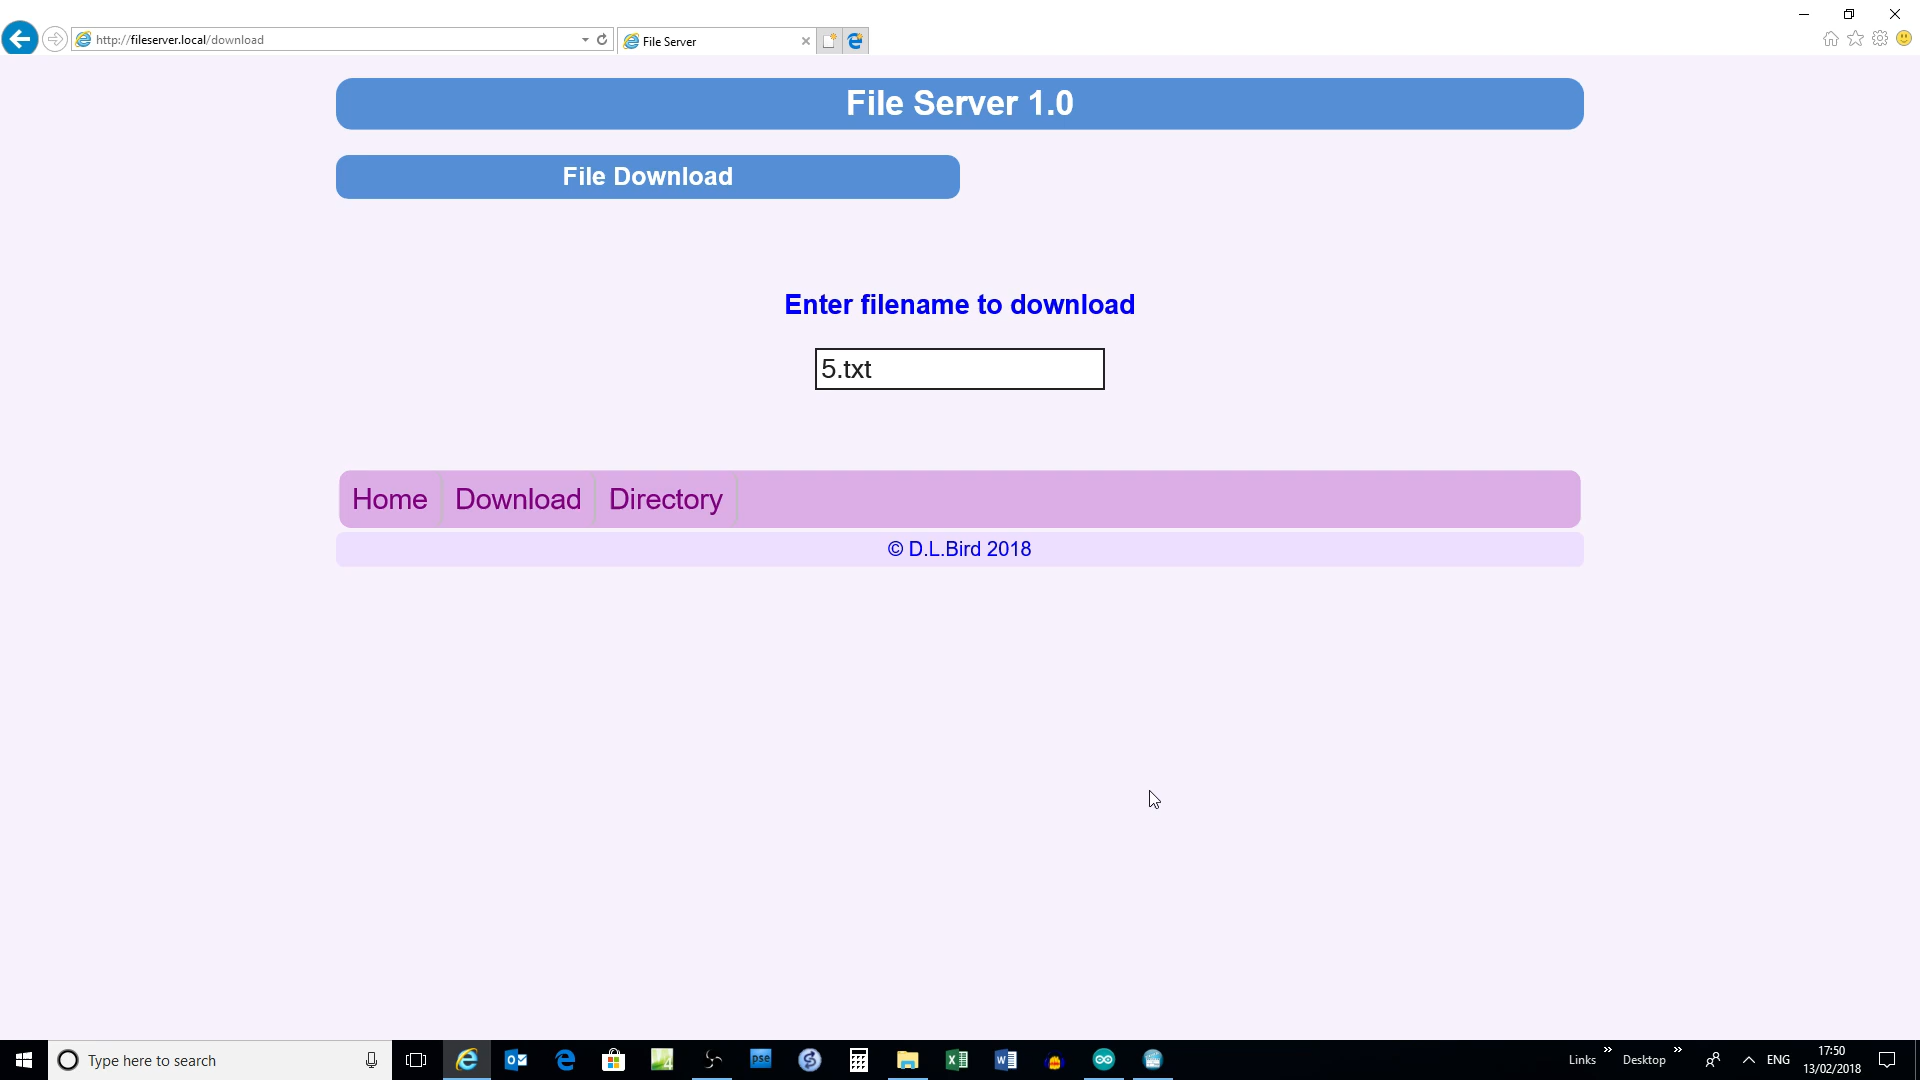 http://fileserver.local/download
File Server
File Server 1.0
File Download
Enter filename to download
5.txt
Home Download Directory
© D.L.Bird 2018
Type here to search
pse
Links
Desktop
ENG
17:50
13/02/2018